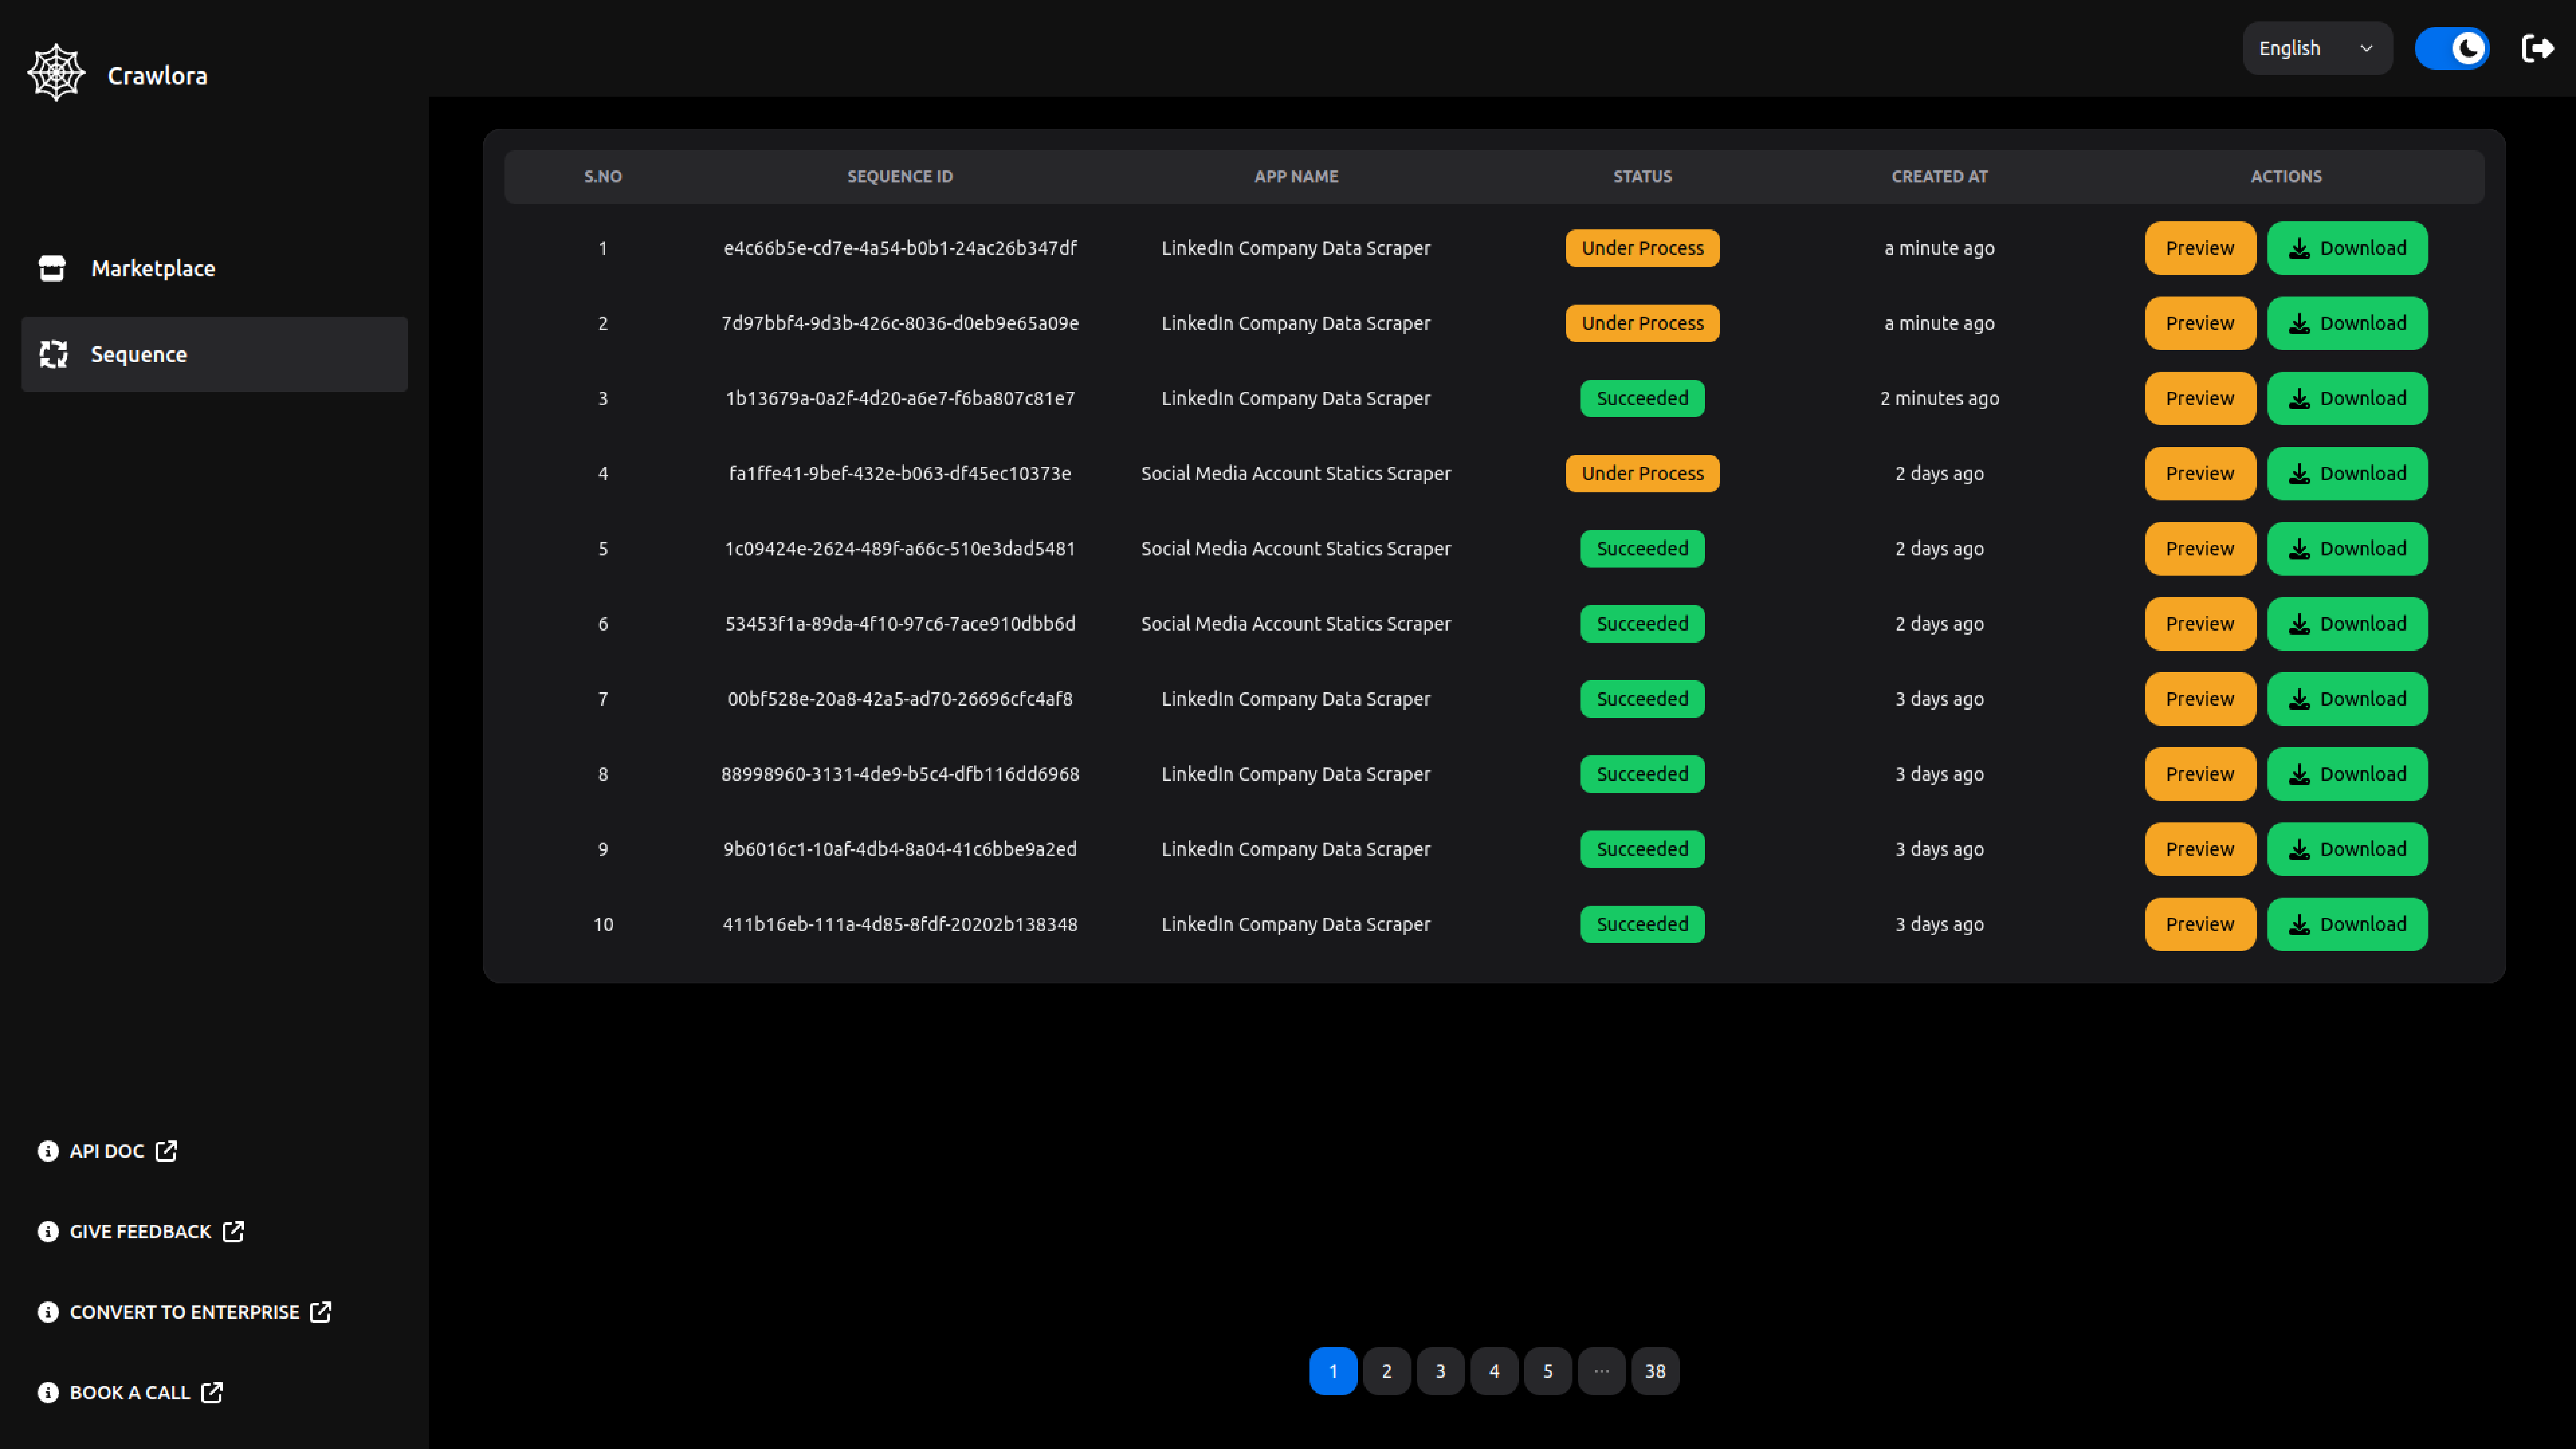 Crawlora
English
Marketplace
Sequence
S.NO SEQUENCE ID APP NAME STATUS CREATED AT ACTIONS
1 e4c66b5e-cd7e-4a54-b0b1-24ac26b347df LinkedIn Company Data Scraper Under Process a minute ago Preview Download
2 7d97bbf4-9d3b-426c-8036-d0eb9e65a09e LinkedIn Company Data Scraper Under Process a minute ago Preview Download
3 1b13679a-0a2f-4d20-a6e7-f6ba807c81e7 LinkedIn Company Data Scraper Succeeded 2 minutes ago Preview Download
4 fa1ffe41-9bef-432e-b063-df45ec10373e Social Media Account Statics Scraper Under Process 2 days ago Preview Download
5 1c09424e-2624-489f-a66c-510e3dad5481 Social Media Account Statics Scraper Succeeded 2 days ago Preview Download
6 53453f1a-89da-4f10-97c6-7ace910dbb6d Social Media Account Statics Scraper Succeeded 2 days ago Preview Download
7 00bf528e-20a8-42a5-ad70-26696cfc4af8 LinkedIn Company Data Scraper Succeeded 3 days ago Preview Download
8 88998960-3131-4de9-b5c4-dfb116dd6968 LinkedIn Company Data Scraper Succeeded 3 days ago Preview Download
9 9b6016c1-10af-4db4-8a04-41c6bbe9a2ed LinkedIn Company Data Scraper Succeeded 3 days ago Preview Download
10 411b16eb-111a-4d85-8fdf-20202b138348 LinkedIn Company Data Scraper Succeeded 3 days ago Preview Download
API DOC
GIVE FEEDBACK
CONVERT TO ENTERPRISE
BOOK A CALL
1 2 3 4 5 ... 38